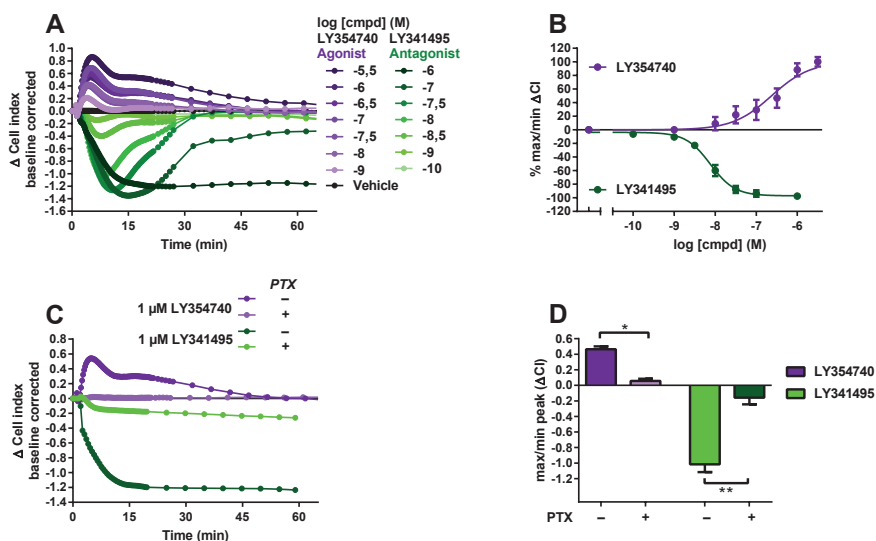 A
log [cmpd] (M)
LY354740 LY341495
Agonist Antagonist
-5,5 -6
-6 -7
-6,5 -7,5
-7 -8
-7,5 -8,5
-8 -9
-9 -10
Vehicle
Δ Cell index
baseline corrected
1.0
0.8
0.6
0.4
0.2
0.0
-0.2
-0.4
-0.6
-0.8
-1.0
-1.2
-1.4
-1.6
0 15 30 45 60
Time (min)
B
% max/min ΔCI
100
80
60
40
20
0
-20
-40
-60
-80
-100
LY354740
LY341495
-10 -9 -8 -7 -6
log [cmpd] (M)
C
PTX
1 µM LY354740 –
+
1 µM LY341495 –
+
Δ Cell index
baseline corrected
0.8
0.6
0.4
0.2
0.0
-0.2
-0.4
-0.6
-0.8
-1.0
-1.2
-1.4
0 15 30 45 60
Time (min)
D
max/min peak (ΔCI)
0.6
0.4
0.2
0.0
-0.2
-0.4
-0.6
-0.8
-1.0
-1.2
*
**
LY354740
LY341495
PTX – + – +